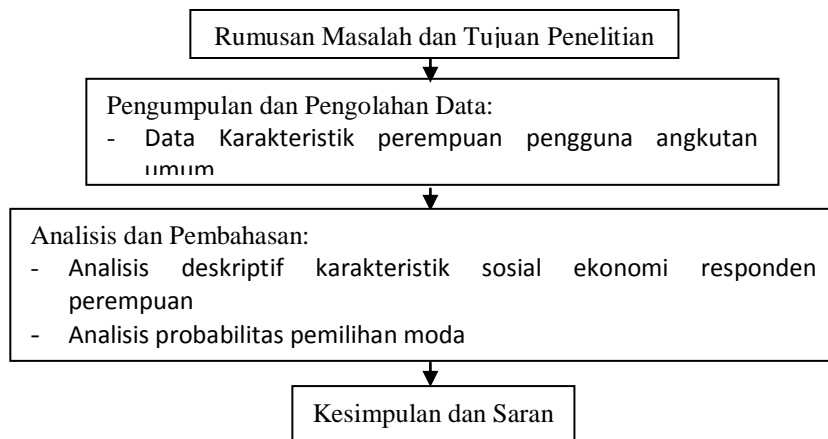 Rumusan Masalah dan Tujuan Penelitian
Pengumpulan dan Pengolahan Data:
- Data Karakteristik perempuan pengguna angkutan
umum
Analisis dan Pembahasan:
- Analisis deskriptif karakteristik sosial ekonomi responden
perempuan
- Analisis probabilitas pemilihan moda
Kesimpulan dan Saran